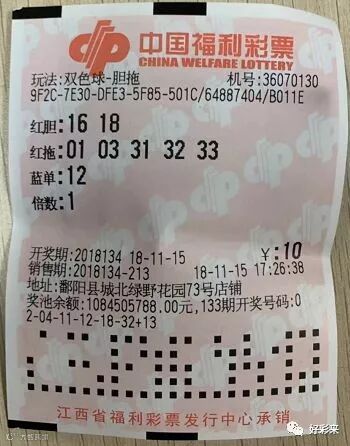 中国福利彩票
CHINA WELFARE LOTTERY
玩法:双色球-胆拖 机号:36070130
9F2C-7E30-DFE3-5F85-501C/64887404/B011E
红胆:16 18
红拖:01 03 31 32 33
蓝单:12
倍数:1
开奖期:2018134 18-11-15 ¥:10
销售期:2018134-213 18-11-15 17:26:38
地址:鄱阳县城北绿野花园73号店铺
奖池余额:1084505788.00元,133期开奖号码:0
2-04-11-12-18-32+13
江西省福利彩票发行中心承销
好彩来